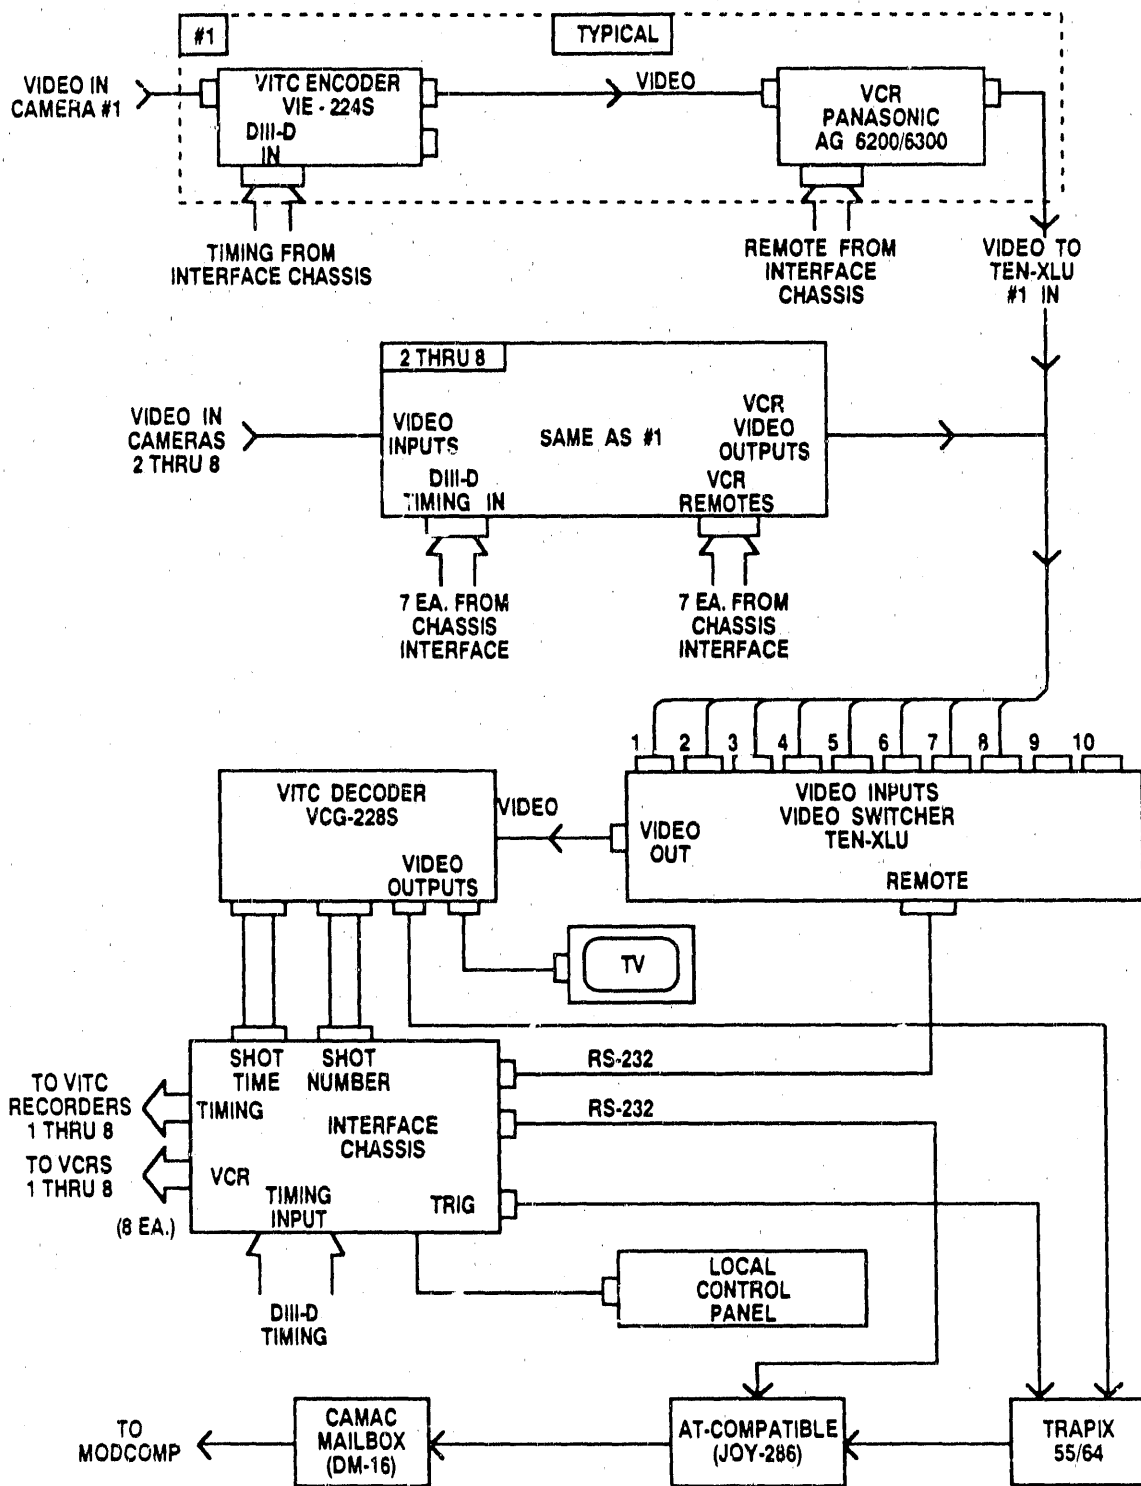 #1
TYPICAL
VIDEO IN
CAMERA #1
VITC ENCODER
VIE - 224S
DIII-D
IN
VIDEO
VCR
PANASONIC
AG 6200/6300
TIMING FROM
INTERFACE CHASSIS
REMOTE FROM
INTERFACE
CHASSIS
VIDEO TO
TEN-XLU
#1 IN
2 THRU 8
VIDEO IN
CAMERAS
2 THRU 8
VIDEO
INPUTS
SAME AS #1
VCR
VIDEO
OUTPUTS
DIII-D
TIMING IN
VCR
REMOTES
7 EA. FROM
CHASSIS
INTERFACE
7 EA. FROM
CHASSIS
INTERFACE
1 2 3 4 5 6 7 8 9 10
VITC DECODER
VCG-228S
VIDEO
OUTPUTS
VIDEO
VIDEO
OUT
VIDEO INPUTS
VIDEO SWITCHER
TEN-XLU
REMOTE
TV
SHOT
TIME
SHOT
NUMBER
RS-232
RS-232
TO VITC
RECORDERS
1 THRU 8
TIMING
INTERFACE
CHASSIS
TO VCRS
1 THRU 8
(8 EA.)
VCR
TIMING
INPUT
TRIG
DIII-D
TIMING
LOCAL
CONTROL
PANEL
TO
MODCOMP
CAMAC
MAILBOX
(DM-16)
AT-COMPATIBLE
(JOY-286)
TRAPIX
55/64